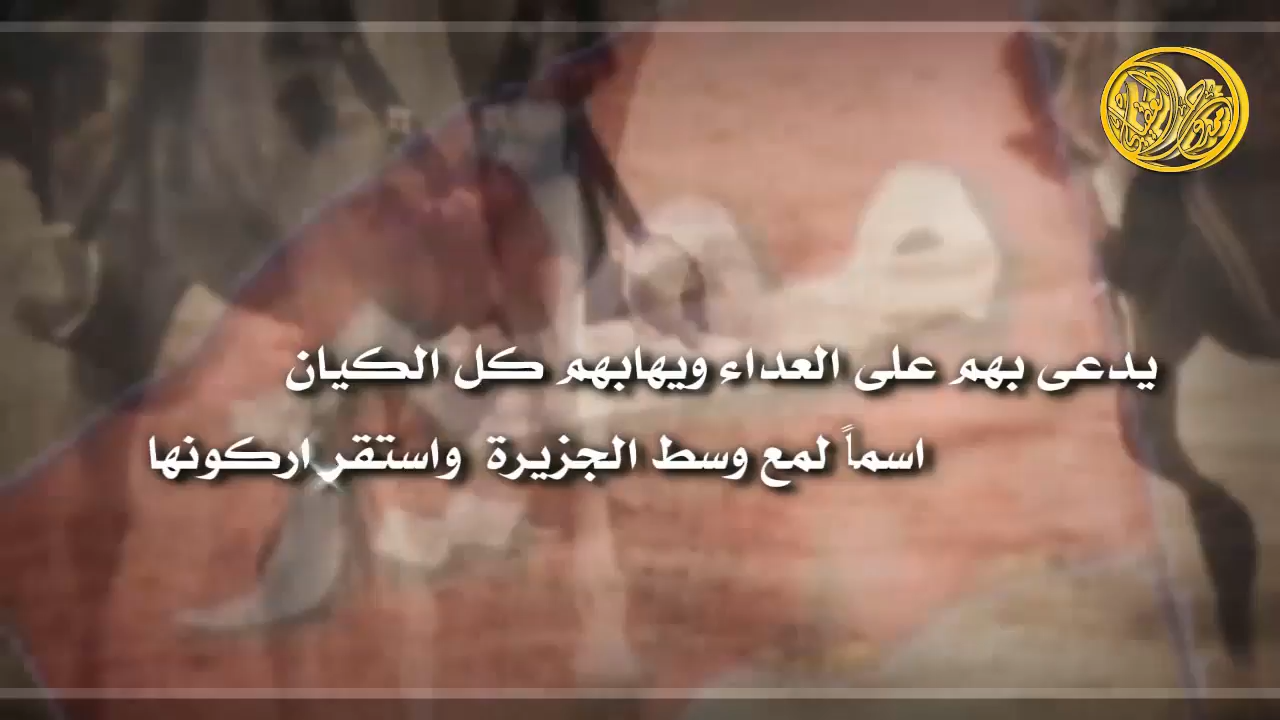 يدعى بهم على العداء ويهابهم كل الكيان
اسماً لمع وسط الجزيرة واستقر اركونها